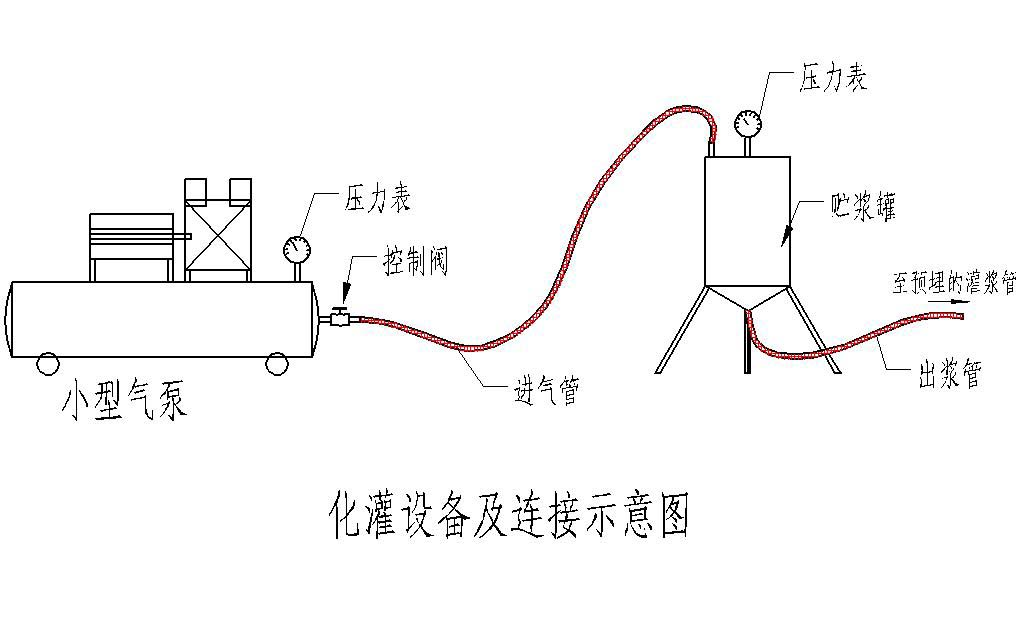 压力表
压力表
贮浆罐
控制阀
至预埋的灌浆管
进气管
出浆管
小型气泵
化灌设备及连接示意图